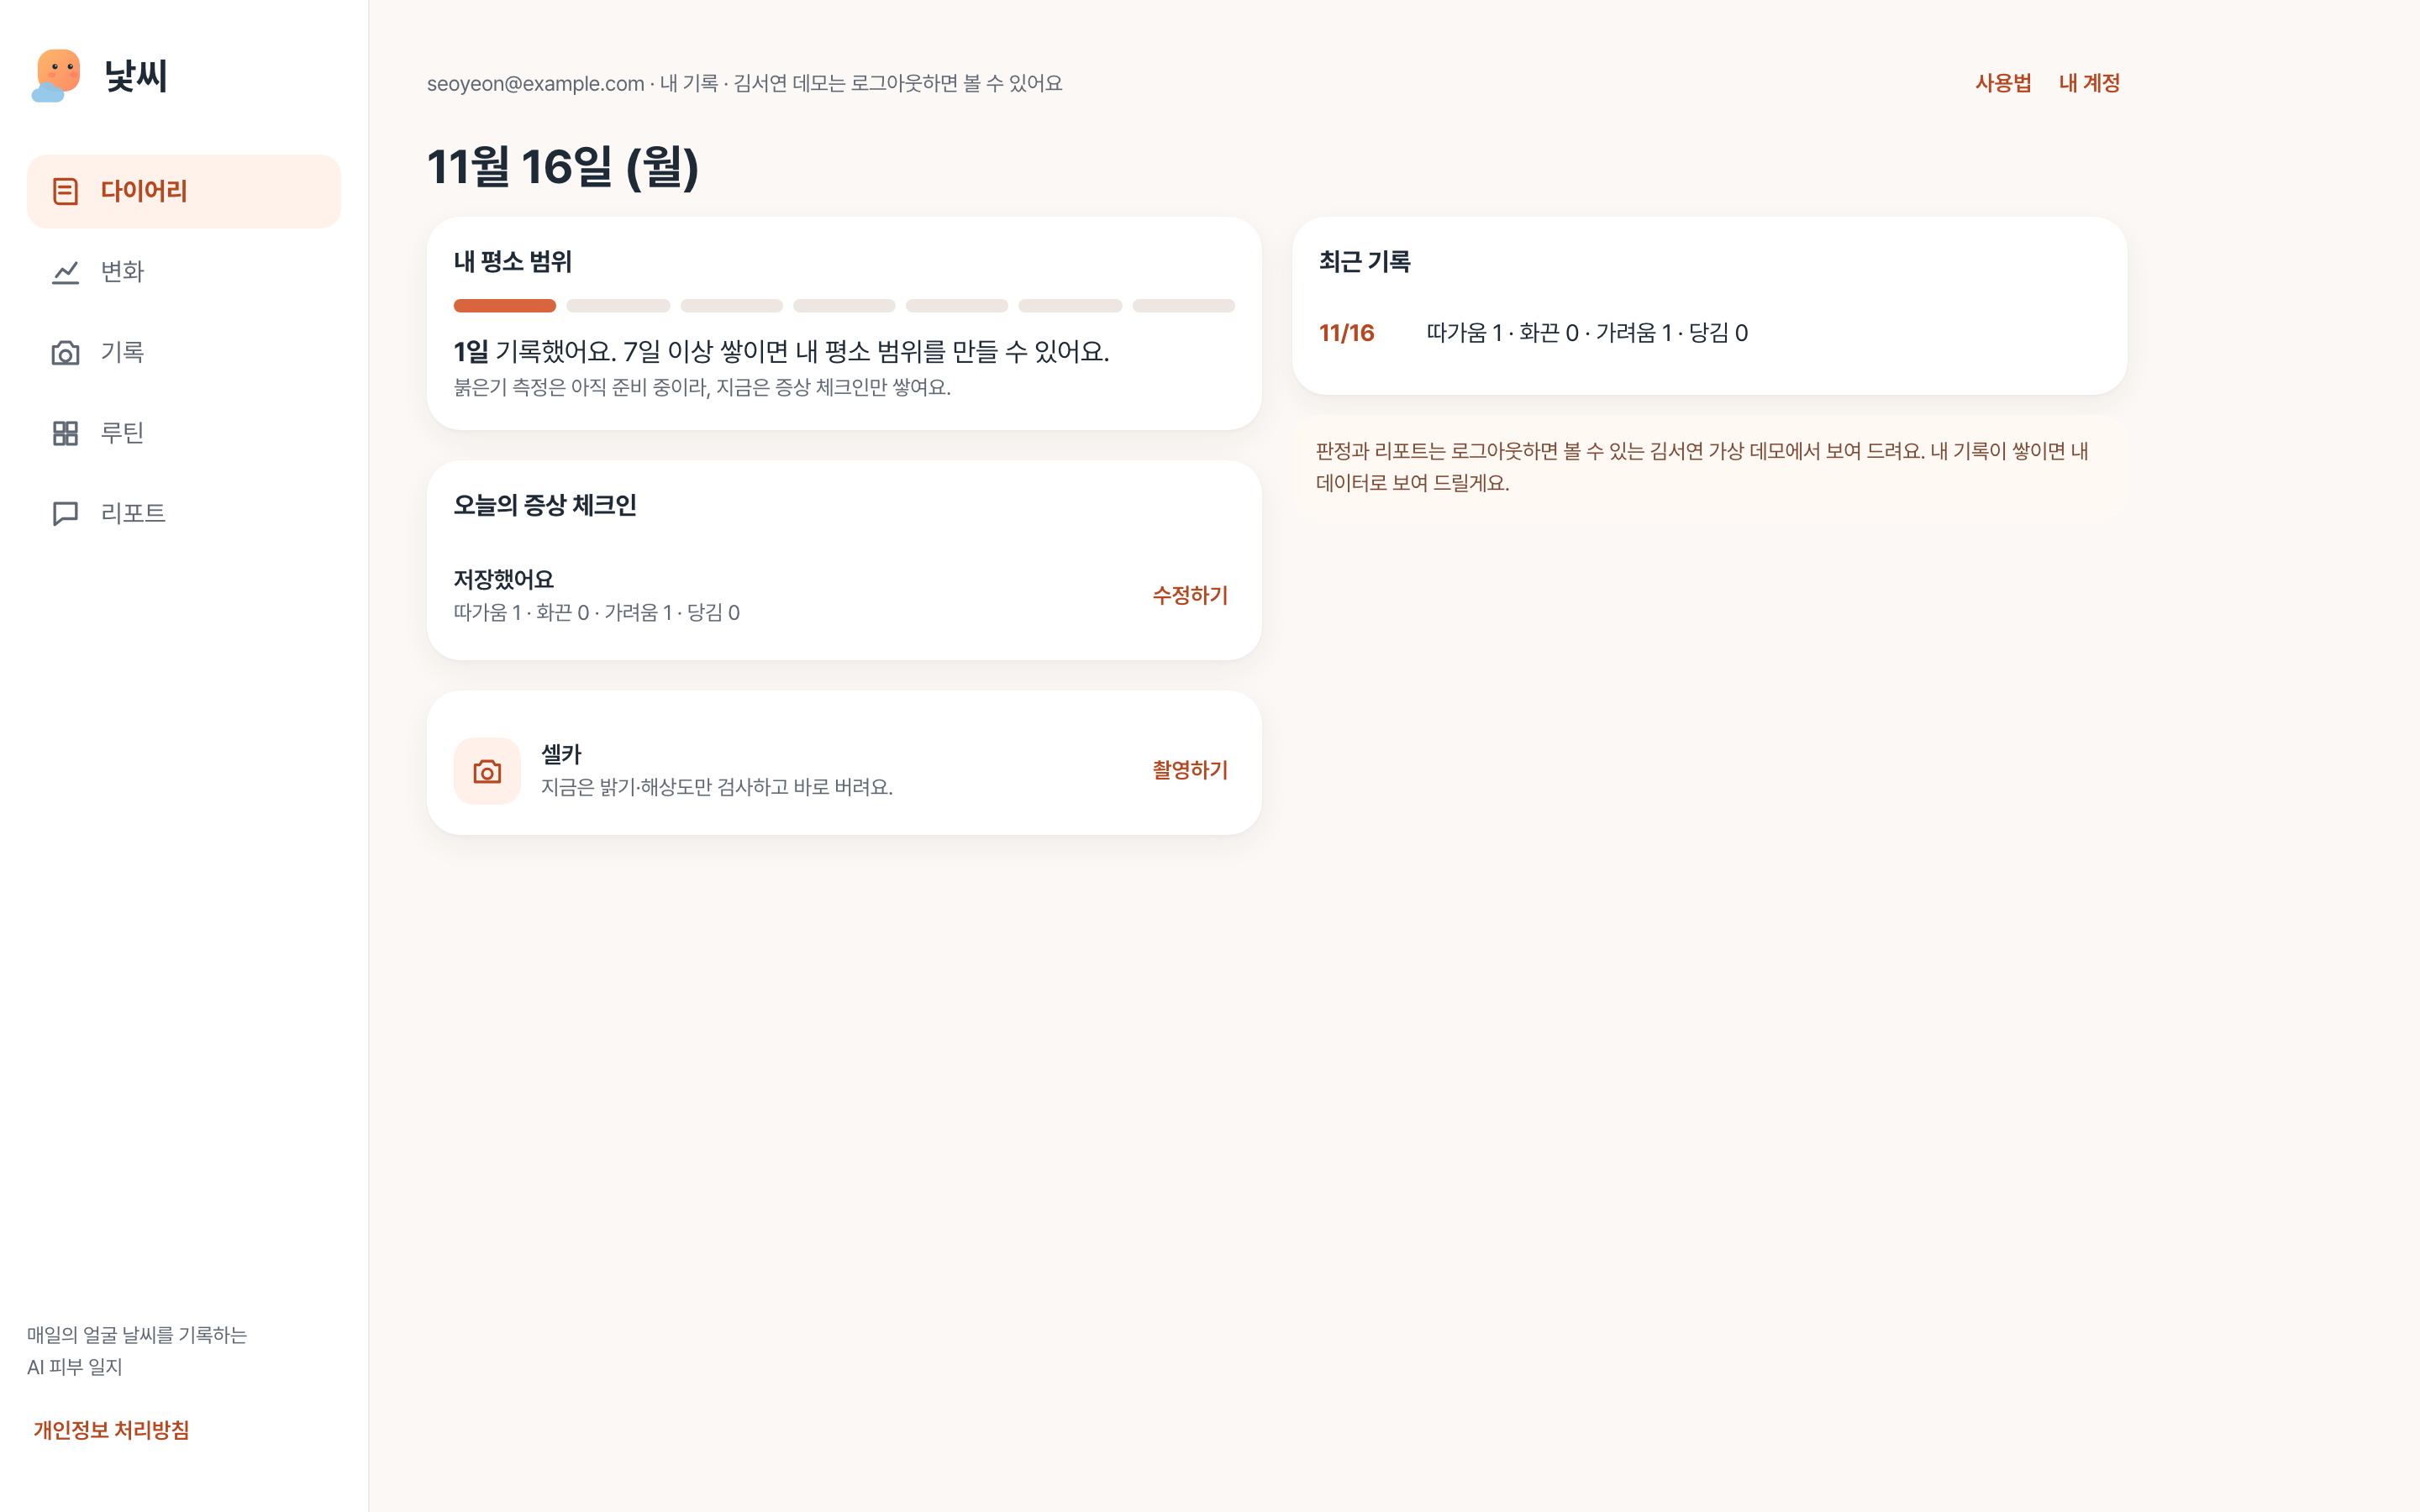 낯씨
다이어리
변화
기록
루틴
리포트
매일의 얼굴 날씨를 기록하는
AI 피부 일지
개인정보 처리방침
seoyeon@example.com · 내 기록 · 김서연 데모는 로그아웃하면 볼 수 있어요
사용법
내 계정
11월 16일 (월)
내 평소 범위
1일 기록했어요. 7일 이상 쌓이면 내 평소 범위를 만들 수 있어요.
붉은기 측정은 아직 준비 중이라, 지금은 증상 체크인만 쌓여요.
오늘의 증상 체크인
저장했어요
따가움 1 · 화끈 0 · 가려움 1 · 당김 0
수정하기
셀카
지금은 밝기·해상도만 검사하고 바로 버려요.
촬영하기
최근 기록
11/16 따가움 1 · 화끈 0 · 가려움 1 · 당김 0
판정과 리포트는 로그아웃하면 볼 수 있는 김서연 가상 데모에서 보여 드려요. 내 기록이 쌓이면 내
데이터로 보여 드릴게요.